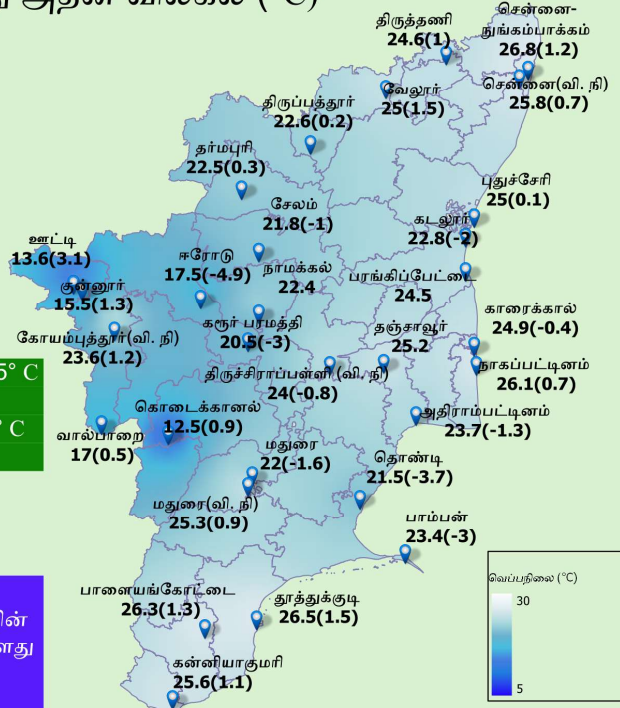 அதன் விலகல் (°C)
சென்னை-
நுங்கம்பாக்கம்
26.8(1.2)
திருத்தணி
24.6(1)
சென்னை(வி. நி)
25.8(0.7)
வேலூர்
25(1.5)
திருப்பத்தூர்
22.6(0.2)
தர்மபுரி
22.5(0.3)
புதுச்சேரி
25(0.1)
சேலம்
21.8(-1)
கடலூர்
22.8(-2)
ஊட்டி
13.6(3.1)
ஈரோடு
17.5(-4.9)
நாமக்கல்
22.4
பரங்கிப்பேட்டை
24.5
குன்னூர்
15.5(1.3)
காரைக்கால்
24.9(-0.4)
கரூர் பரமத்தி
20.5(-3)
தஞ்சாவூர்
25.2
கோயம்புத்தூர்(வி. நி)
23.6(1.2)
நாகப்பட்டினம்
26.1(0.7)
திருச்சிராப்பள்ளி (வி. நி)
24(-0.8)
5° C
° C
கொடைக்கானல்
12.5(0.9)
அதிராம்பட்டினம்
23.7(-1.3)
வால்பாறை
17(0.5)
மதுரை
22(-1.6)
தொண்டி
21.5(-3.7)
மதுரை(வி. நி)
25.3(0.9)
பாம்பன்
23.4(-3)
வெப்பநிலை (°C)
30
5
பாளையங்கோட்டை
26.3(1.3)
தூத்துக்குடி
26.5(1.5)
ின்
ளது
கன்னியாகுமரி
25.6(1.1)